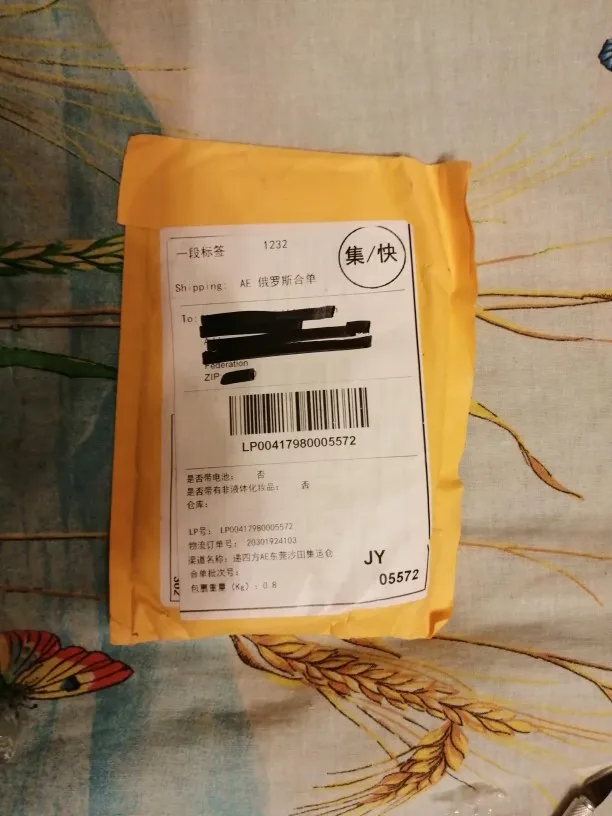 一段标签 1232
集/快
Shipping: AE 俄罗斯合单
To:
Federation
ZIP
LP00417980005572
是否带电池: 否
是否带有非液体化妆品: 否
仓库:
LP号: LP00417980005572
物流订单号: 20301924103
渠道名称: 递四方AE东莞沙田集运仓
合单批次号:
包裹重量 (Kg) : 0.8
JY
05572
302